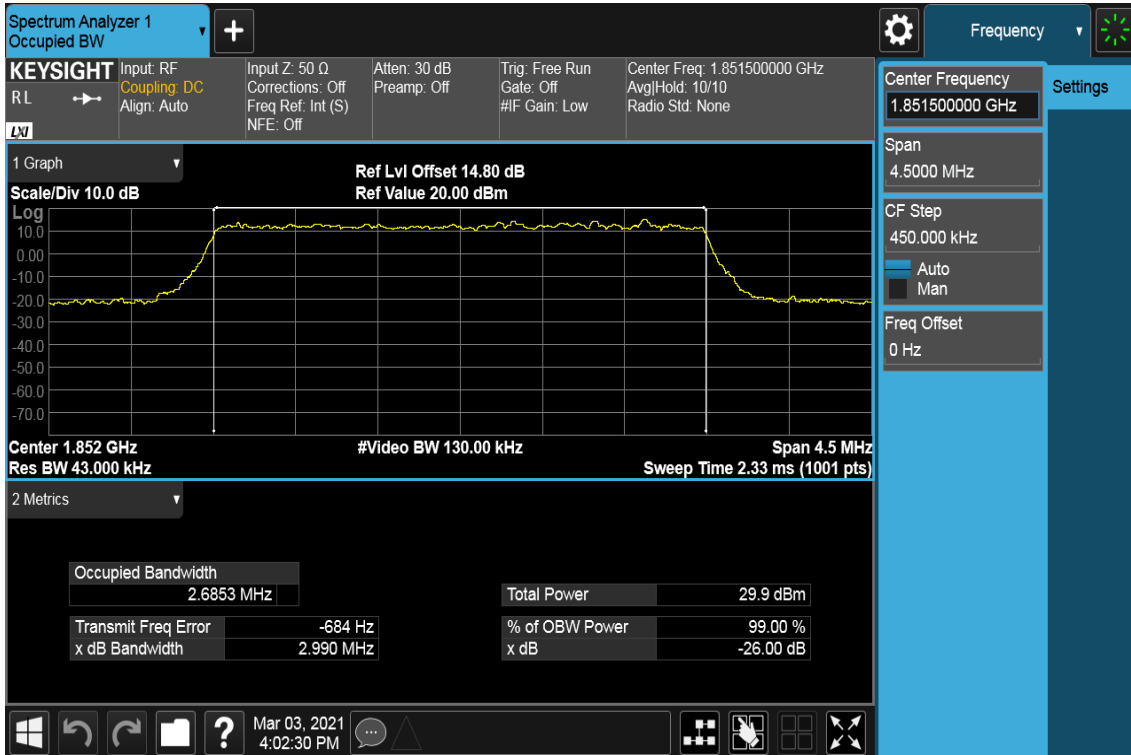 Spectrum Analyzer 1
Occupied BW
+
Frequency
KEYSIGHT
R L
LXI
Input: RF
Coupling: DC
Align: Auto
Input Z: 50 Ω
Corrections: Off
Freq Ref: Int (S)
NFE: Off
Atten: 30 dB
Preamp: Off
Trig: Free Run
Gate: Off
#IF Gain: Low
Center Freq: 1.851500000 GHz
Avg|Hold: 10/10
Radio Std: None
Center Frequency
1.851500000 GHz
Settings
Span
4.5000 MHz
CF Step
450.000 kHz
Auto
Man
Freq Offset
0 Hz
1 Graph
Ref Lvl Offset 14.80 dB
Scale/Div 10.0 dB
Ref Value 20.00 dBm
Log
10.0
0.00
-10.0
-20.0
-30.0
-40.0
-50.0
-60.0
-70.0
Center 1.852 GHz
#Video BW 130.00 kHz
Span 4.5 MHz
Res BW 43.000 kHz
Sweep Time 2.33 ms (1001 pts)
2 Metrics
Occupied Bandwidth
2.6853 MHz
Total Power 29.9 dBm
Transmit Freq Error -684 Hz
% of OBW Power 99.00 %
x dB Bandwidth 2.990 MHz
x dB -26.00 dB
?
Mar 03, 2021
4:02:30 PM